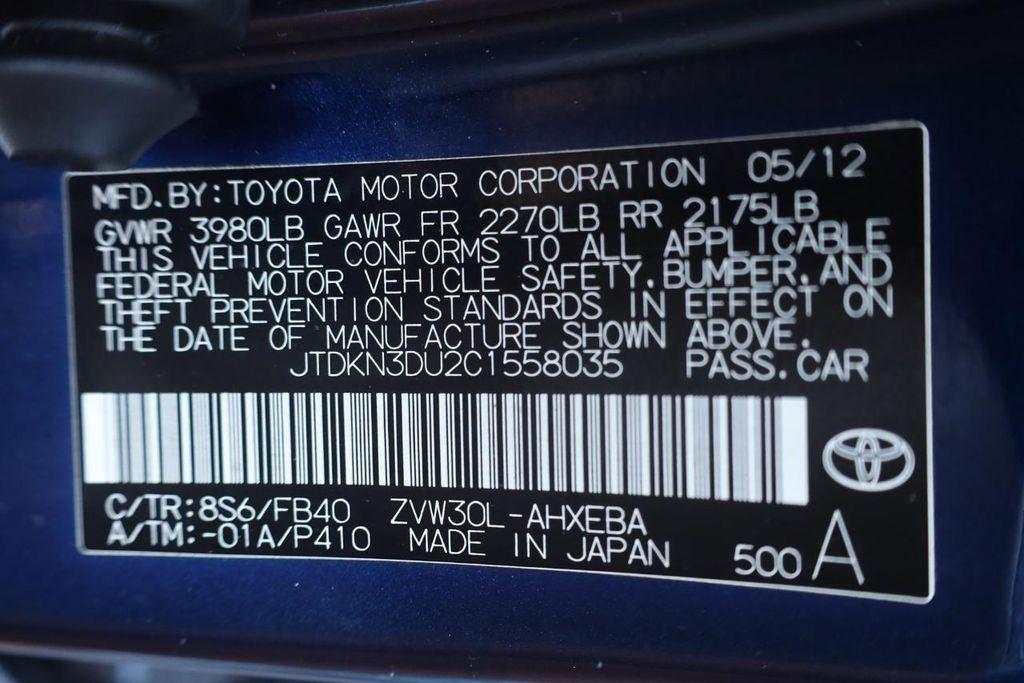 MFD.BY:TOYOTA MOTOR CORPORATION 05/12
GVWR 3980LB GAWR FR 2270LB RR 2175LB
THIS VEHICLE CONFORMS TO ALL APPLICABLE
FEDERAL MOTOR VEHICLE SAFETY,BUMPER,AND
THEFT PREVENTION STANDARDS IN EFFECT ON
THE DATE OF MANUFACTURE SHOWN ABOVE.
JTDKN3DU2C1558035 PASS.CAR
C/TR:8S6/FB40 ZVW30L-AHXEBA
A/TM:-01A/P410 MADE IN JAPAN 500 A